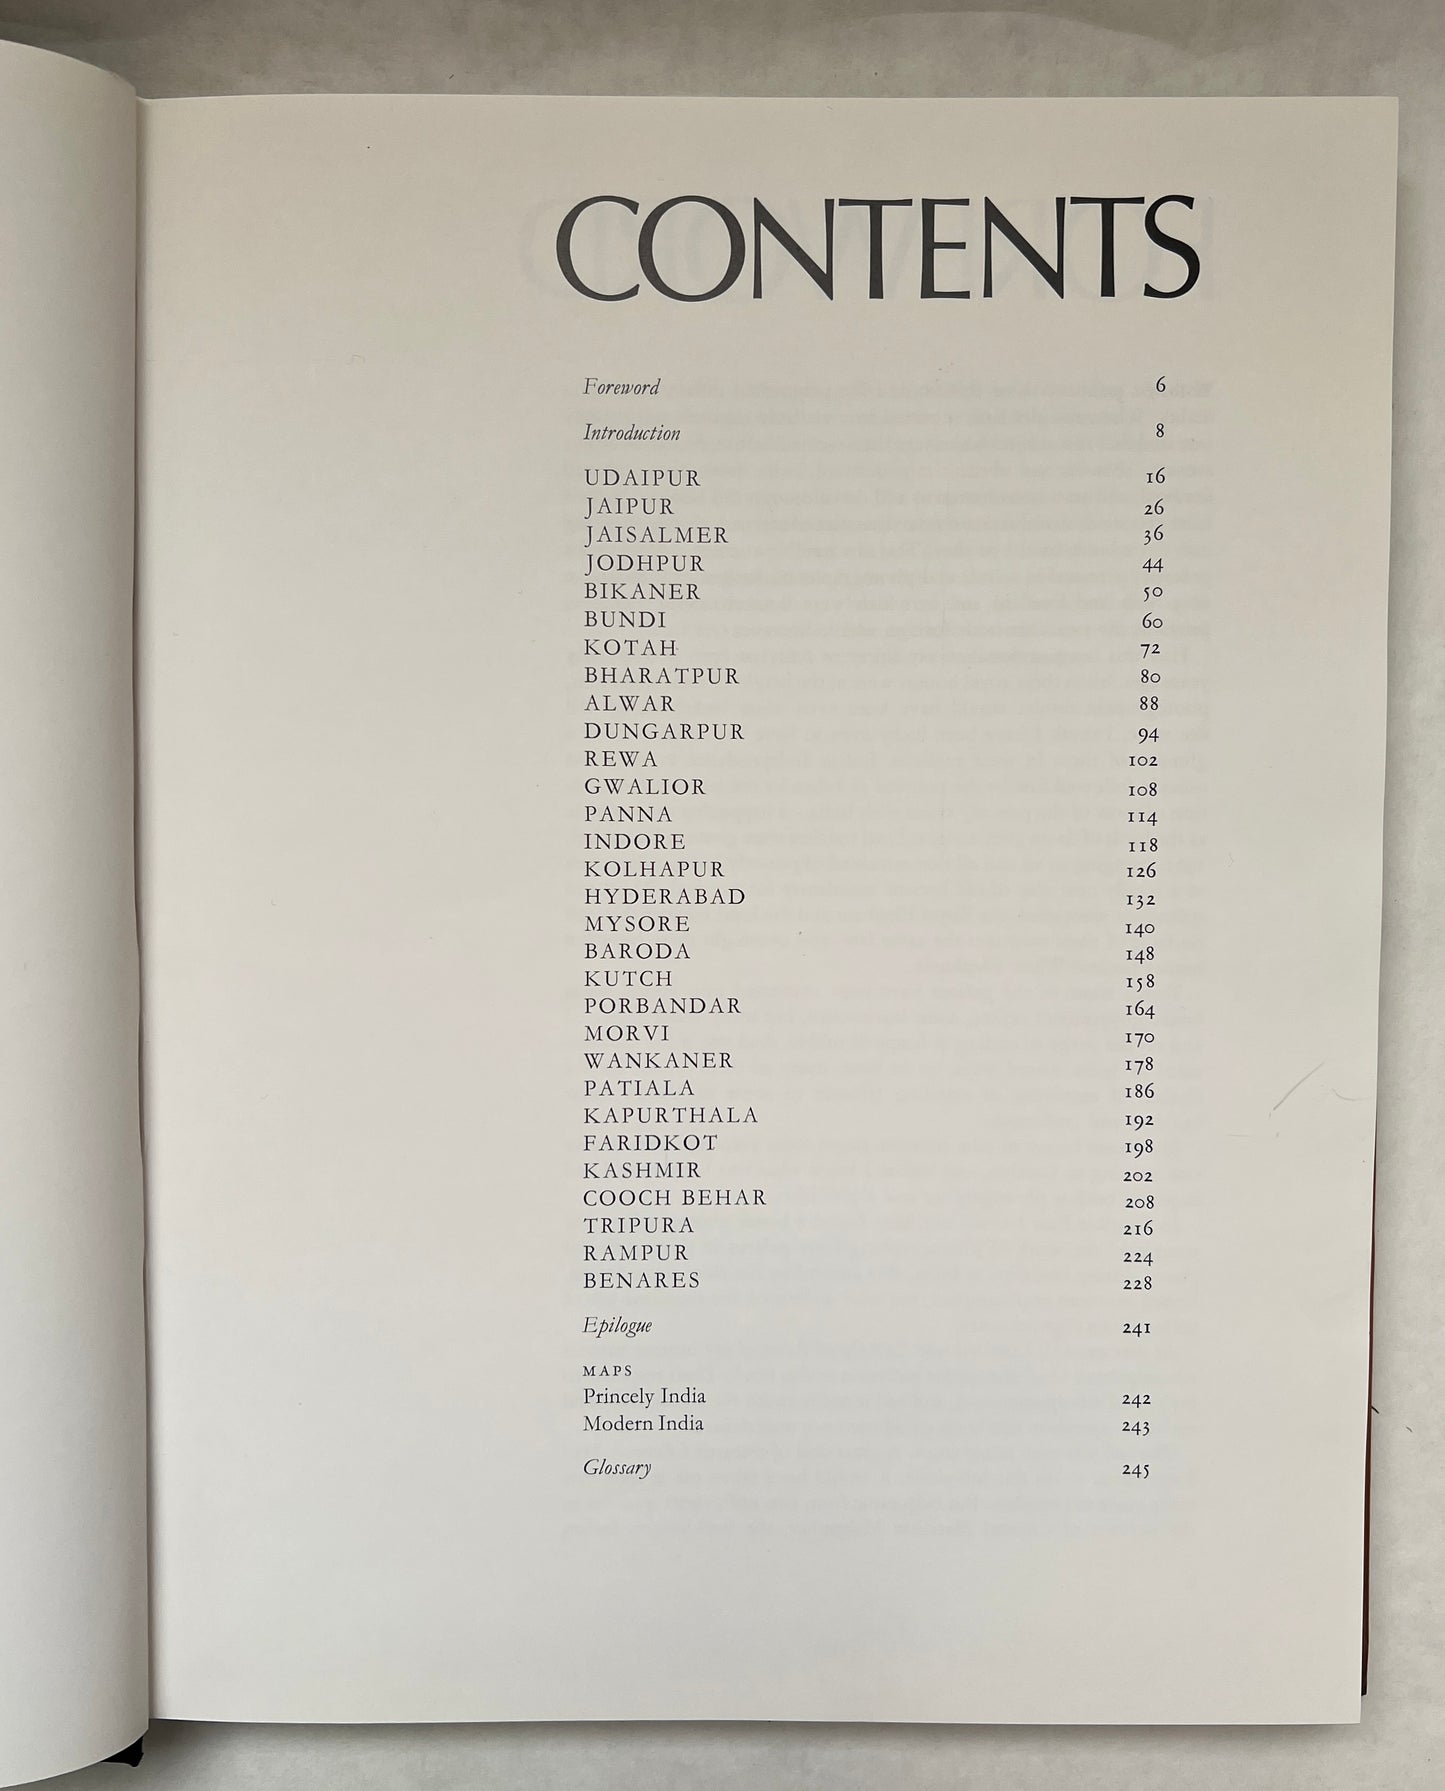 CONTENTS
Foreword 6
Introduction 8
UDAIPUR 16
JAIPUR 26
JAISALMER 36
JODHPUR 44
BIKANER 50
BUNDI 60
KOTAH 72
BHARATPUR 80
ALWAR 88
DUNGARPUR 94
REWA 102
GWALIOR 108
PANNA 114
INDORE 118
KOLHAPUR 126
HYDERABAD 132
MYSORE 140
BARODA 148
KUTCH 158
PORBANDAR 164
MORVI 170
WANKANER 178
PATIALA 186
KAPURTHALA 192
FARIDKOT 198
KASHMIR 202
COOCH BEHAR 208
TRIPURA 216
RAMPUR 224
BENARES 228
Epilogue 241
MAPS
Princely India 242
Modern India 243
Glossary 245